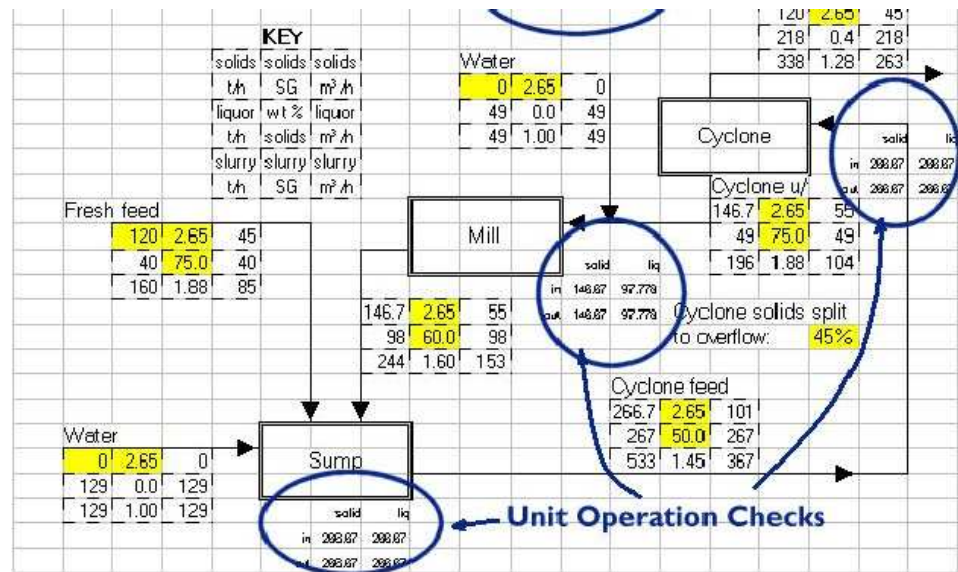 120 2.65 45
218 0.4 218
338 1.28 263
KEY
solids solids solids
t/h SG m³/h
liquor wt % liquor
t/h solids m³/h
slurry slurry slurry
t/h SG m³/h
Water
0 2.65 0
49 0.0 49
49 1.00 49
Cyclone
solid liq
in 266.67 266.67
out 266.67 266.67
Cyclone u/
146.7 2.65 55
49 75.0 49
196 1.88 104
Fresh feed
120 2.65 45
40 75.0 40
160 1.88 85
Mill
solid liq
in 146.67 97.778
out 146.67 97.778
146.7 2.65 55
98 60.0 98
244 1.60 153
Cyclone solids split
to overflow: 45%
Cyclone feed
266.7 2.65 101
267 50.0 267
533 1.45 367
Water
0 2.65 0
129 0.0 129
129 1.00 129
Sump
solid liq
in 266.67 266.67
out 266.67 266.67
Unit Operation Checks